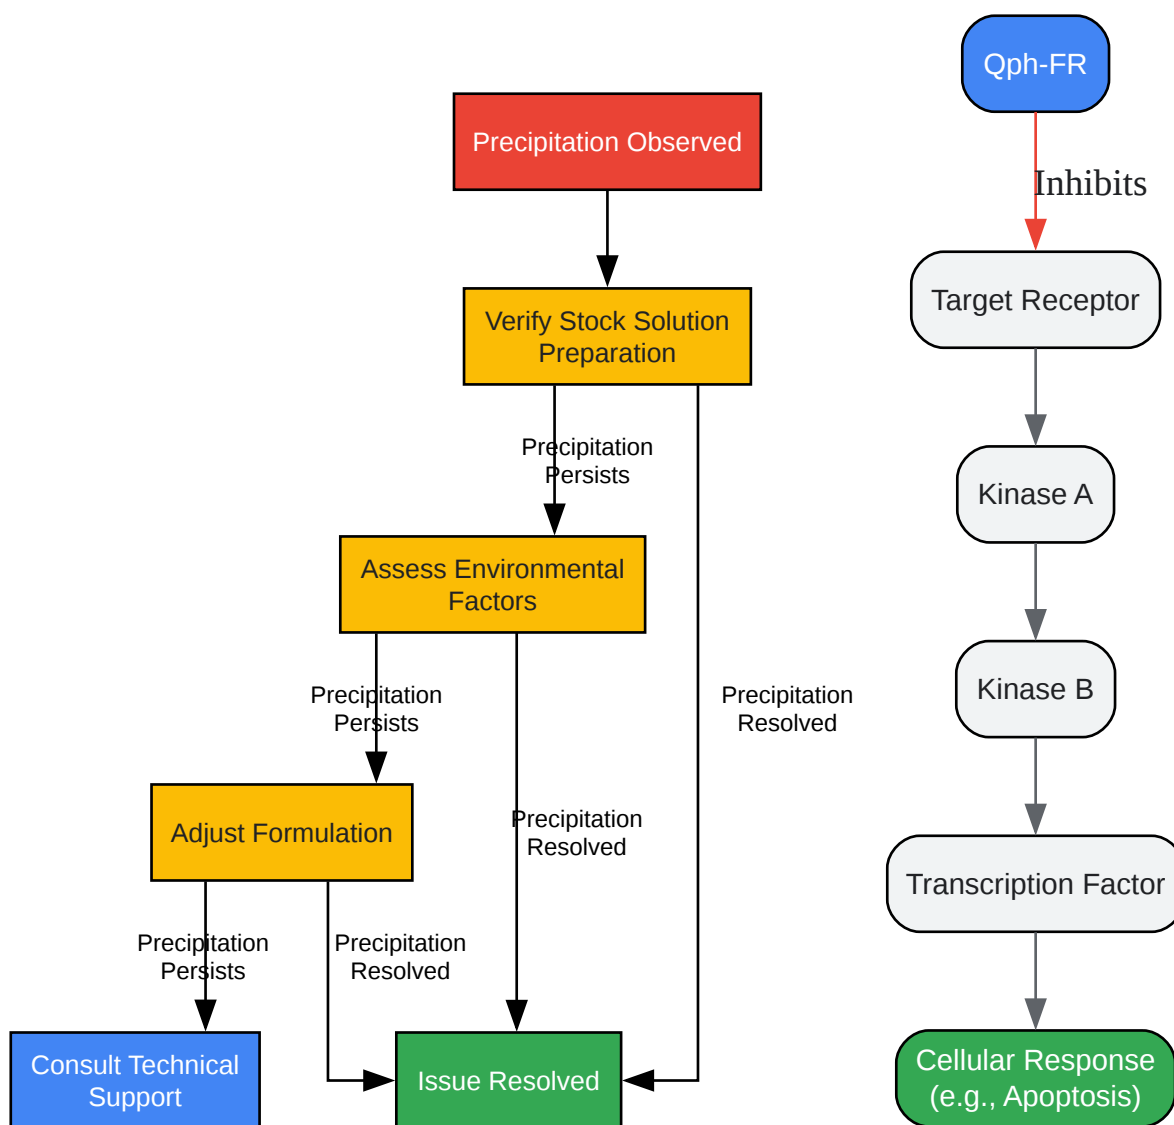 Precipitation Observed
Verify Stock Solution
Preparation
Precipitation
Persists
Assess Environmental
Factors
Precipitation
Persists
Precipitation
Resolved
Adjust Formulation
Precipitation
Resolved
Precipitation
Persists
Precipitation
Resolved
Consult Technical
Support
Issue Resolved
Qph-FR
Inhibits
Target Receptor
Kinase A
Kinase B
Transcription Factor
Cellular Response
(e.g., Apoptosis)